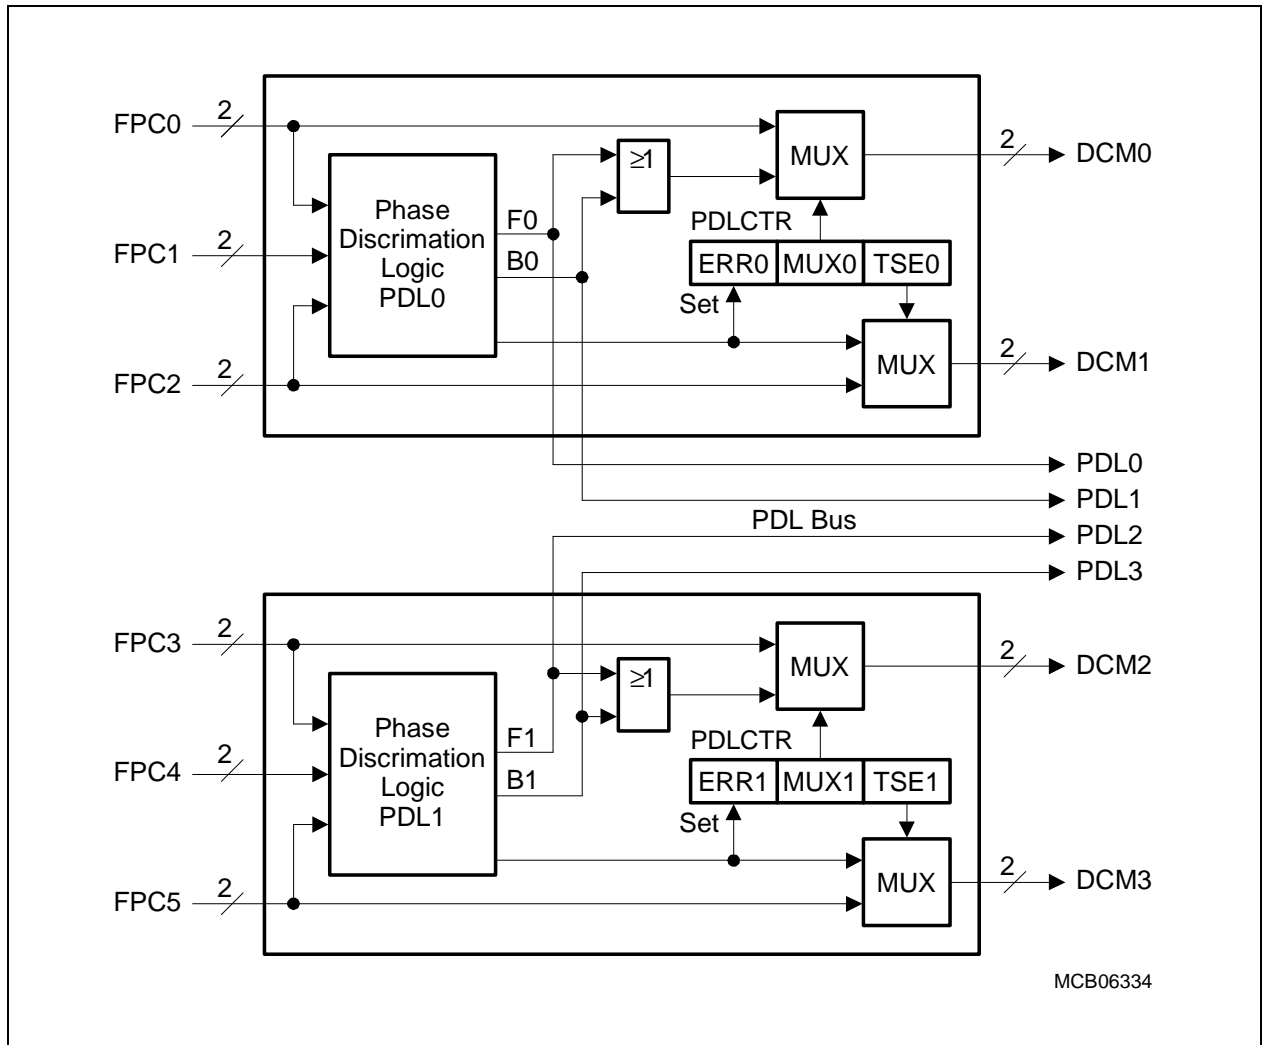 FPC0
2
FPC1
2
FPC2
2
Phase
Discrimation
Logic
PDL0
F0
B0
≥1
MUX
PDLCTR
ERR0 MUX0 TSE0
Set
MUX
2
DCM0
2
DCM1
PDL0
PDL1
PDL Bus
PDL2
PDL3
FPC3
2
FPC4
2
FPC5
2
Phase
Discrimation
Logic
PDL1
F1
B1
≥1
MUX
PDLCTR
ERR1 MUX1 TSE1
Set
MUX
2
DCM2
2
DCM3
MCB06334